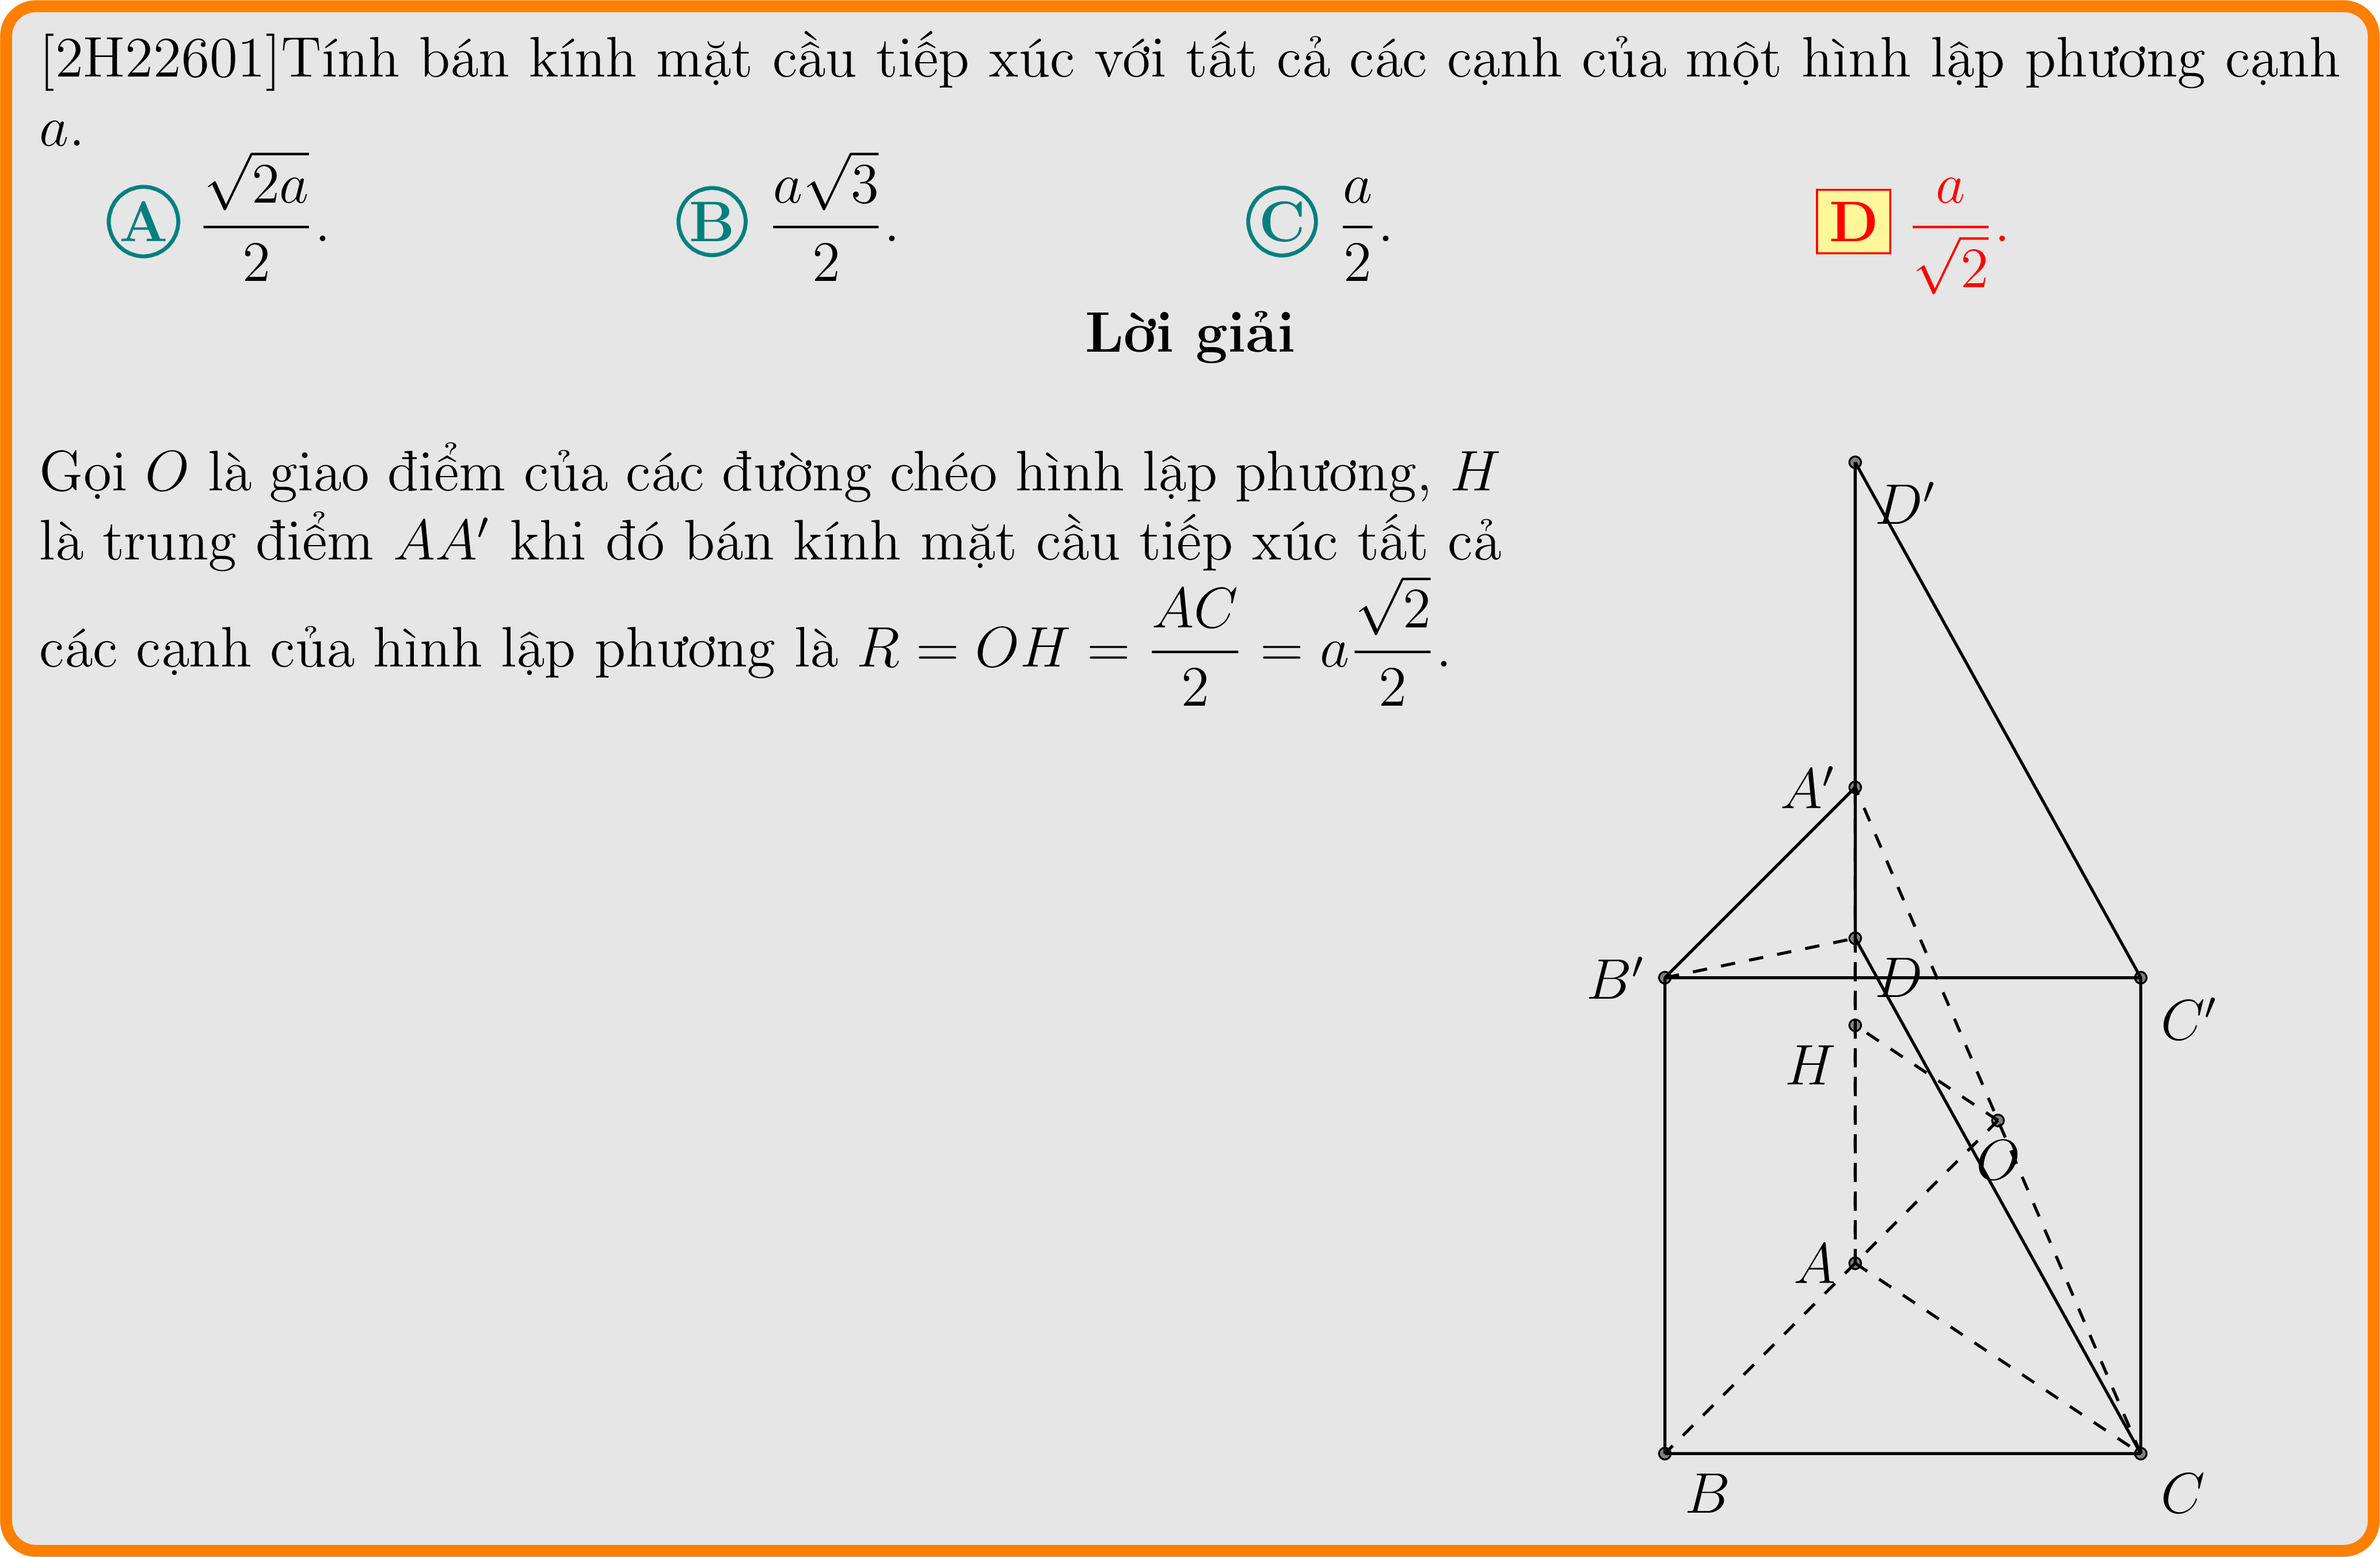 [2H22601]Tính bán kính mặt cầu tiếp xúc với tất cả các cạnh của một hình lập phương cạnh
a.
A $\frac{\sqrt{2a}}{2}$. B $\frac{a\sqrt{3}}{2}$. C $\frac{a}{2}$. D $\frac{a}{\sqrt{2}}$.
Lời giải
Gọi O là giao điểm của các đường chéo hình lập phương, H
là trung điểm AA′ khi đó bán kính mặt cầu tiếp xúc tất cả
các cạnh của hình lập phương là $R = OH = \frac{AC}{2} = a\frac{\sqrt{2}}{2}$.
D′
A′
B′
D
C′
H
O
A
B
C